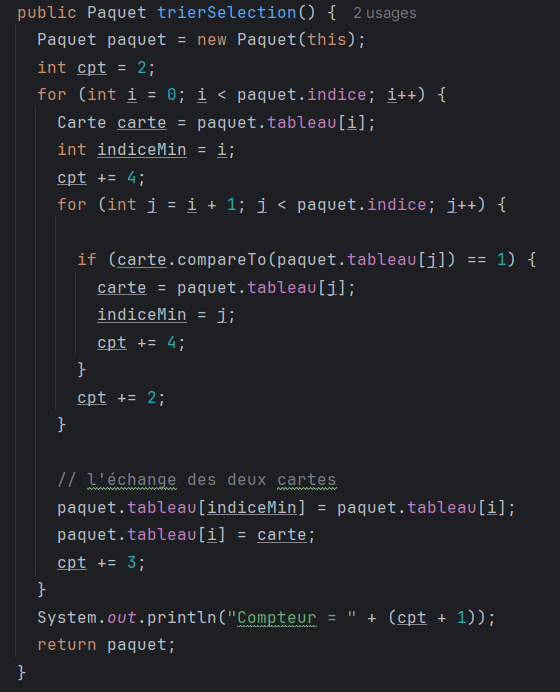 public Paquet trierSelection() { 2 usages
Paquet paquet = new Paquet(this);
int cpt = 2;
for (int i = 0; i < paquet.indice; i++) {
Carte carte = paquet.tableau[i];
int indiceMin = i;
cpt += 4;
for (int j = i + 1; j < paquet.indice; j++) {
if (carte.compareTo(paquet.tableau[j]) == 1) {
carte = paquet.tableau[j];
indiceMin = j;
cpt += 4;
}
cpt += 2;
}
// l'échange des deux cartes
paquet.tableau[indiceMin] = paquet.tableau[i];
paquet.tableau[i] = carte;
cpt += 3;
}
System.out.println("Compteur = " + (cpt + 1));
return paquet;
}